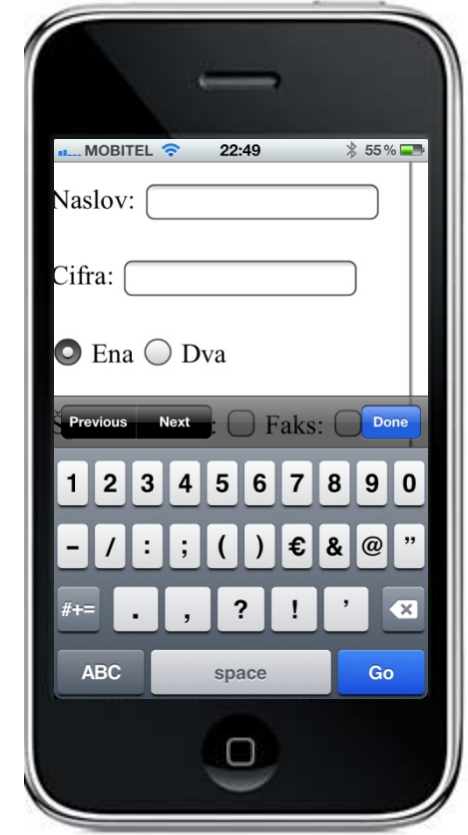 MOBITEL 22:49 55%
Naslov:
Cifra:
Ena Dva
Previous Next : Faks: Done
1 2 3 4 5 6 7 8 9 0
- / : ; ( ) € & @ "
#+= . , ? ! '
ABC space Go